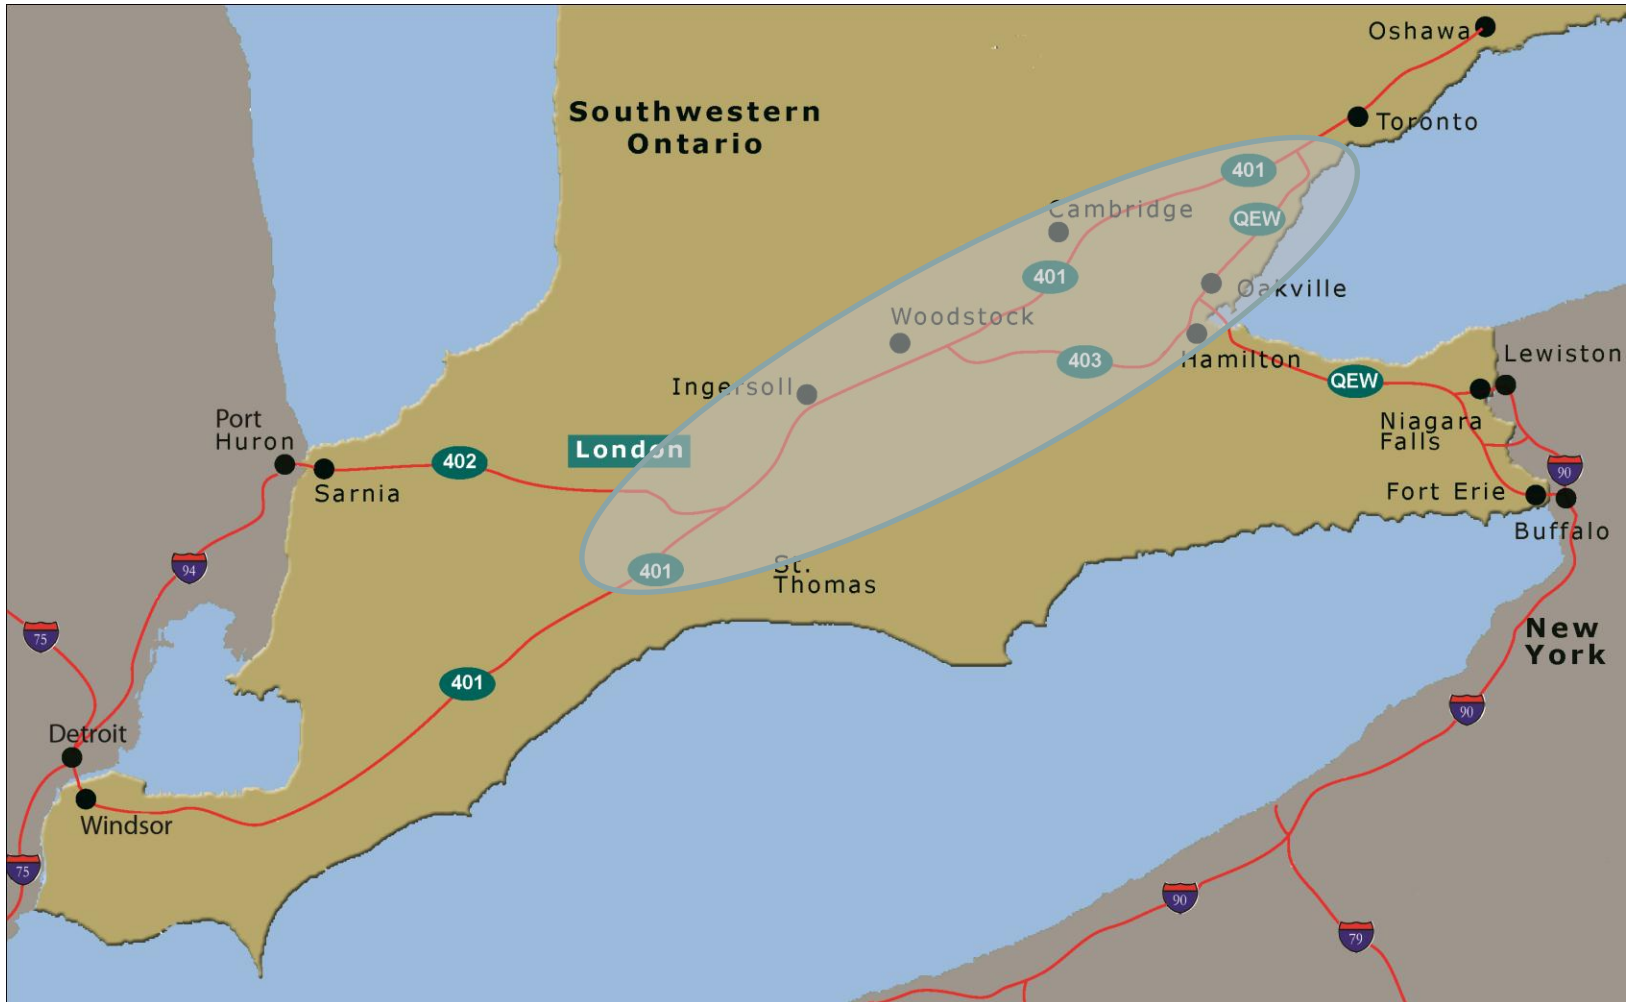 Oshawa
Southwestern
Ontario
Toronto
401
Cambridge
QEW
401
Oakville
Woodstock
403
Hamilton
Lewiston
QEW
Ingersoll
Niagara
Falls
Port
Huron
London
402
90
Sarnia
Fort Erie
Buffalo
94
401
St.
Thomas
75
New
York
401
90
Detroit
Windsor
75
90
79